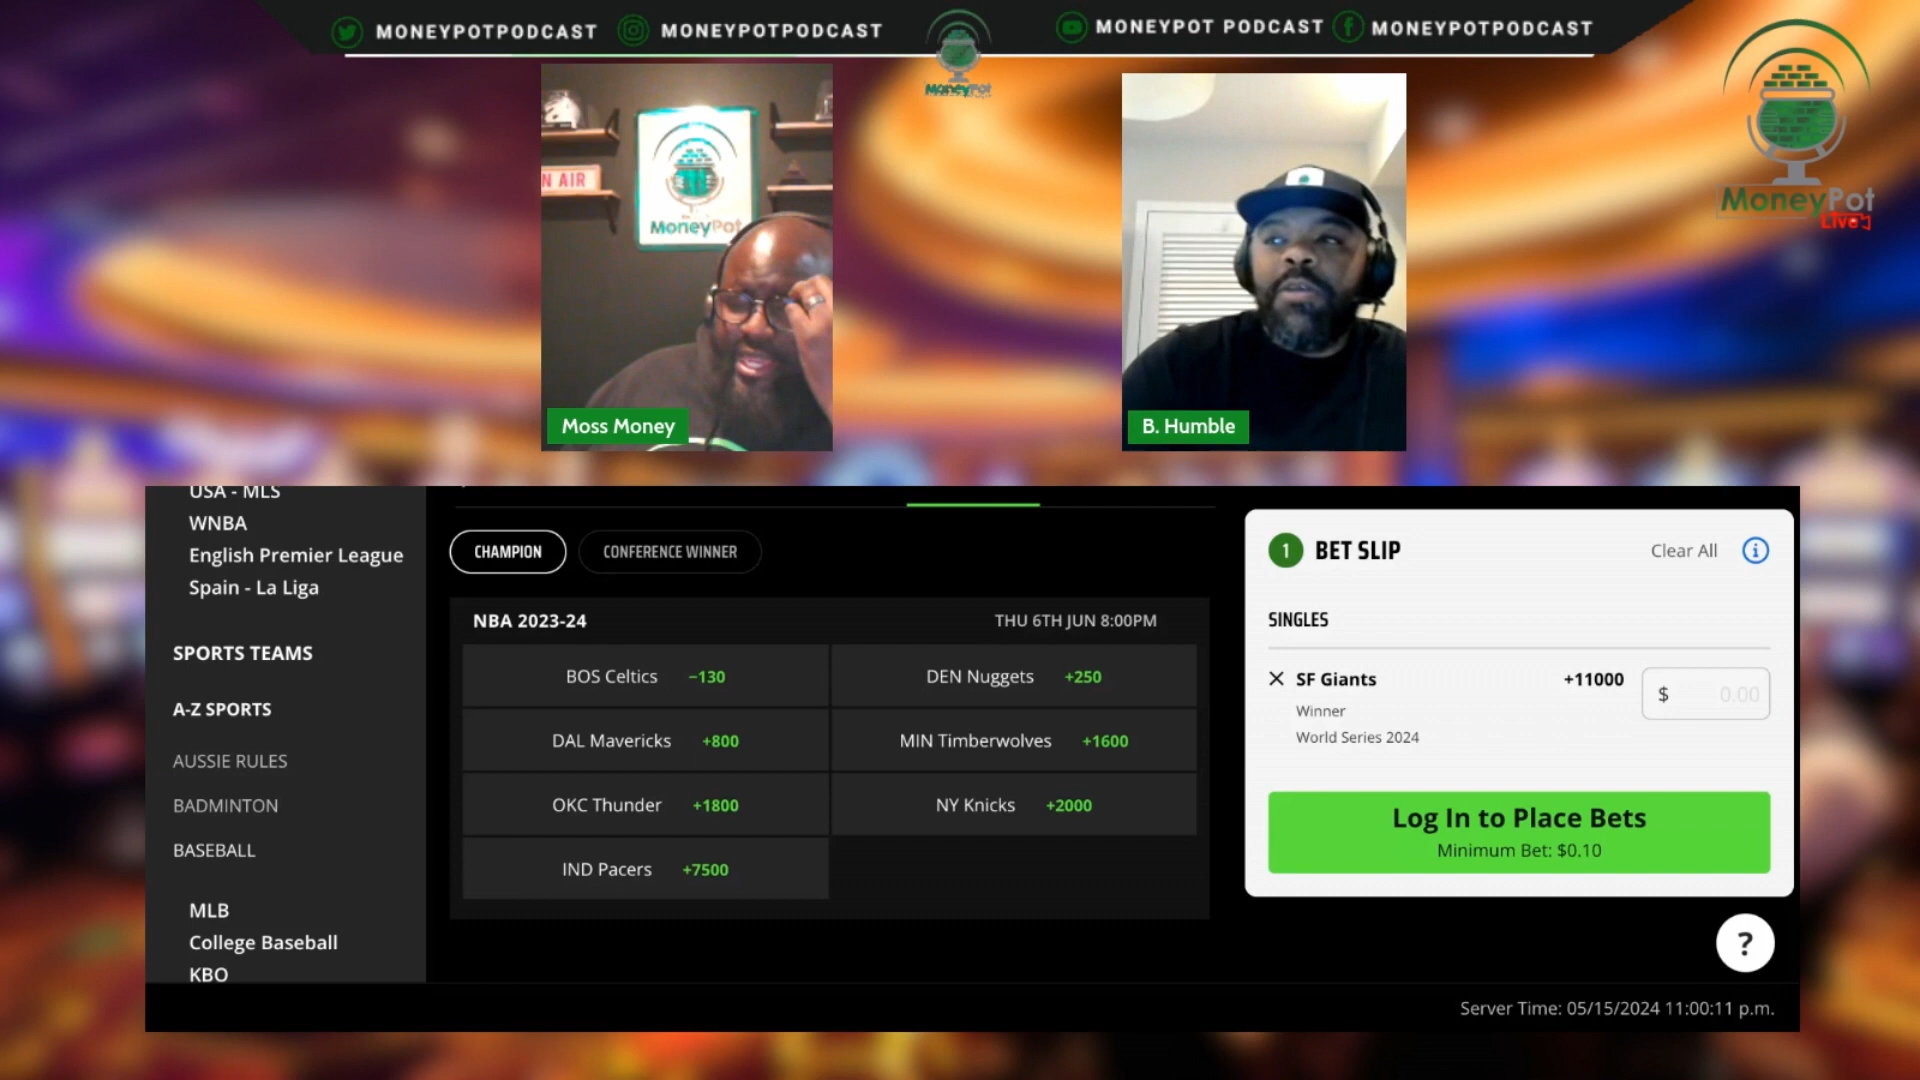 MONEYPOTPODCAST
MONEYPOTPODCAST
MONEYPOT PODCAST
MONEYPOTPODCAST
MoneyPot
MoneyPot
Live
N AIR
MoneyPot
Moss Money
B. Humble
USA - MLS
WNBA
English Premier League
Spain - La Liga
SPORTS TEAMS
A-Z SPORTS
AUSSIE RULES
BADMINTON
BASEBALL
MLB
College Baseball
KBO
CHAMPION
CONFERENCE WINNER
NBA 2023-24
THU 6TH JUN 8:00PM
BOS Celtics −130
DEN Nuggets +250
DAL Mavericks +800
MIN Timberwolves +1600
OKC Thunder +1800
NY Knicks +2000
IND Pacers +7500
1 BET SLIP
Clear All
SINGLES
SF Giants +11000
$ 0.00
Winner
World Series 2024
Log In to Place Bets
Minimum Bet: $0.10
?
Server Time: 05/15/2024 11:00:11 p.m.